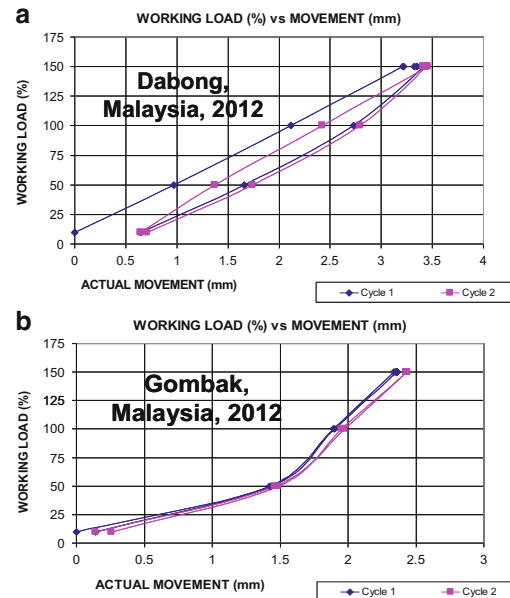 a
WORKING LOAD (%) vs MOVEMENT (mm)
WORKING LOAD (%)
175
150
125
100
75
50
25
0
Dabong,
Malaysia, 2012
0 0.5 1 1.5 2 2.5 3 3.5 4
ACTUAL MOVEMENT (mm)
Cycle 1 Cycle 2
b
WORKING LOAD (%) vs MOVEMENT (mm)
WORKING LOAD (%)
175
150
125
100
75
50
25
0
Gombak,
Malaysia, 2012
0 0.5 1 1.5 2 2.5 3
ACTUAL MOVEMENT (mm)
Cycle 1 Cycle 2